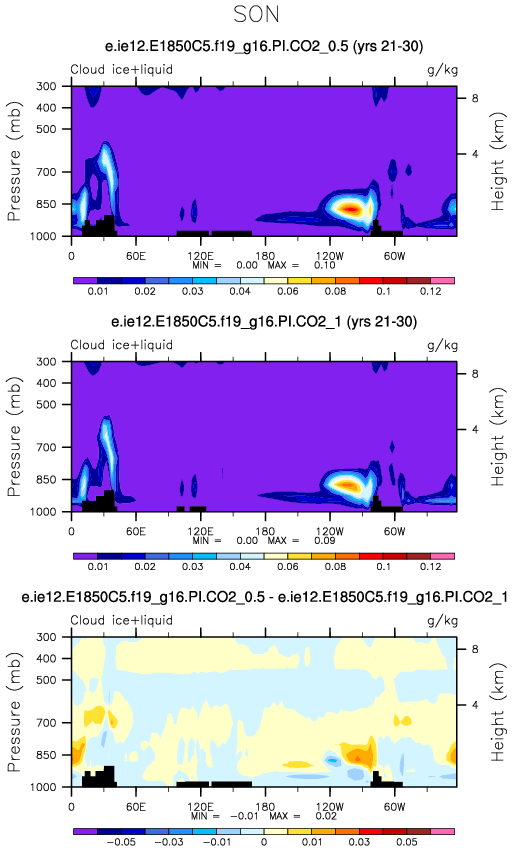 SON
e.ie12.E1850C5.f19_g16.PI.CO2_0.5 (yrs 21-30)
Cloud ice+liquid g/kg
300
400
500
700
850
1000
Pressure (mb)
8
4
Height (km)
0 60E 120E 180 120W 60W
MIN = 0.00 MAX = 0.10
0.01 0.02 0.03 0.04 0.06 0.08 0.1 0.12
e.ie12.E1850C5.f19_g16.PI.CO2_1 (yrs 21-30)
Cloud ice+liquid g/kg
300
400
500
700
850
1000
Pressure (mb)
8
4
Height (km)
0 60E 120E 180 120W 60W
MIN = 0.00 MAX = 0.09
0.01 0.02 0.03 0.04 0.06 0.08 0.1 0.12
e.ie12.E1850C5.f19_g16.PI.CO2_0.5 - e.ie12.E1850C5.f19_g16.PI.CO2_1
Cloud ice+liquid g/kg
300
400
500
700
850
1000
Pressure (mb)
8
4
Height (km)
0 60E 120E 180 120W 60W
MIN = −0.01 MAX = 0.02
−0.05 −0.03 −0.01 0 0.01 0.03 0.05